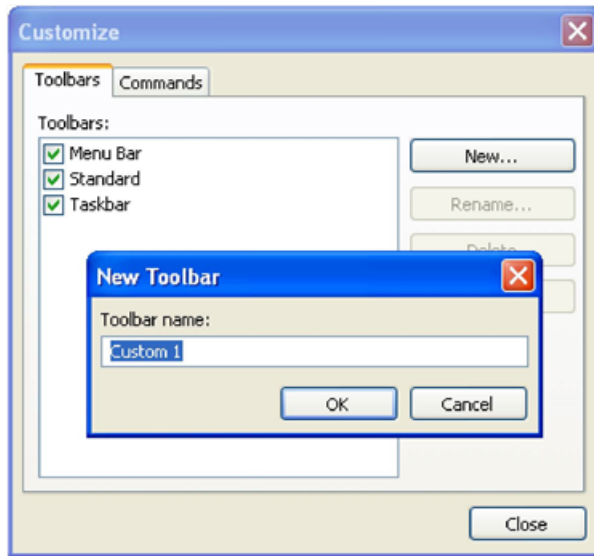 Customize
Toolbars Commands
Toolbars:
Menu Bar
Standard
Taskbar
New...
Rename...
Delete
New Toolbar
Toolbar name:
Custom 1
OK Cancel
Close